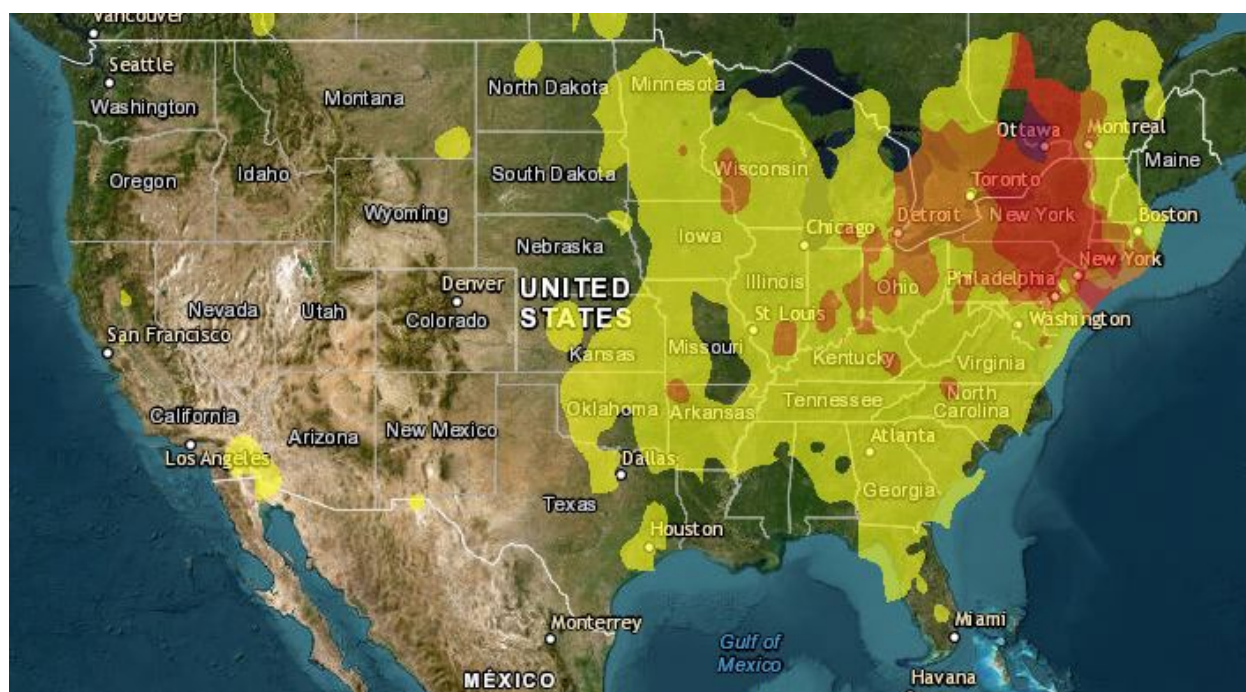 Vancouver
Seattle
Washington
Montana
North Dakota
Minnesota
Ottawa
Montreal
Maine
Oregon
Idaho
South Dakota
Wisconsin
Toronto
Wyoming
Detroit
New York
Boston
Nebraska
Iowa
Chicago
New York
Nevada
Utah
Denver
Colorado
UNITED
STATES
Illinois
Ohio
Philadelphia
San Francisco
Kansas
Missouri
St Louis
Kentucky
Washington
Virginia
California
Arizona
New Mexico
Oklahoma
Arkansas
Tennessee
North
Carolina
Los Angeles
Dallas
Atlanta
Texas
Georgia
Houston
Monterrey
Gulf of
Mexico
Miami
MÉXICO
Havana